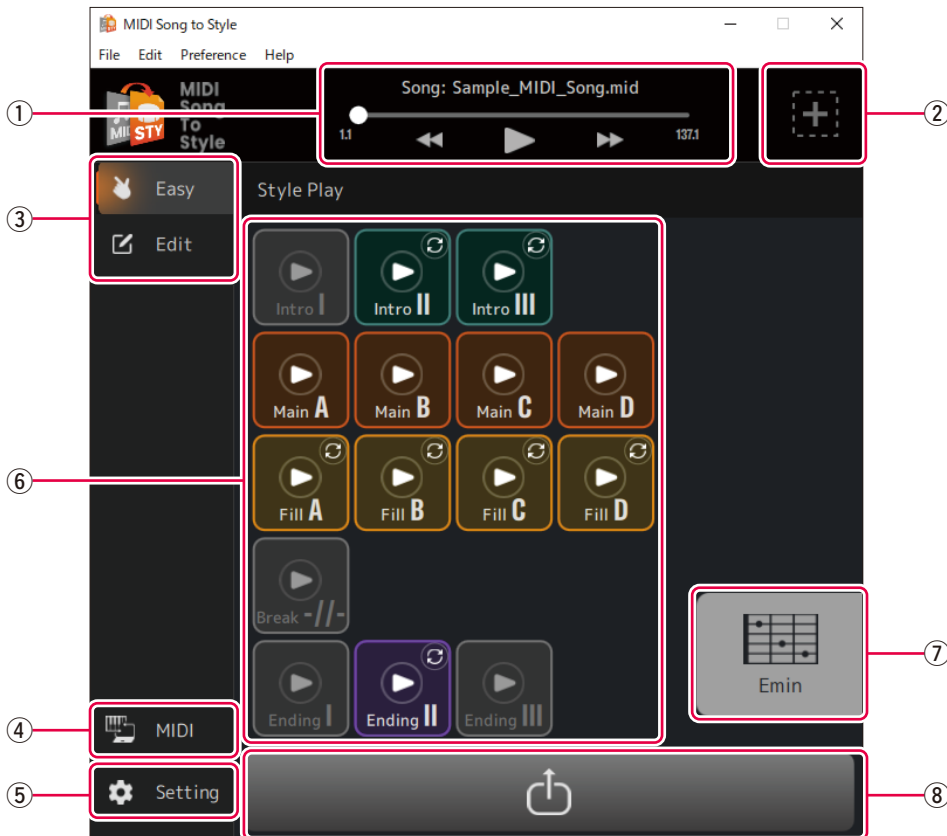 MIDI Song to Style
File Edit Preference Help
MIDI
Song
To
Style
MI STY
Song: Sample_MIDI_Song.mid
1.1 137.1
①
②
③
Easy
Edit
Style Play
Intro I Intro II Intro III
Main A Main B Main C Main D
⑥
Fill A Fill B Fill C Fill D
Break -//-
⑦
Emin
Ending I Ending II Ending III
④
MIDI
⑤
Setting
⑧